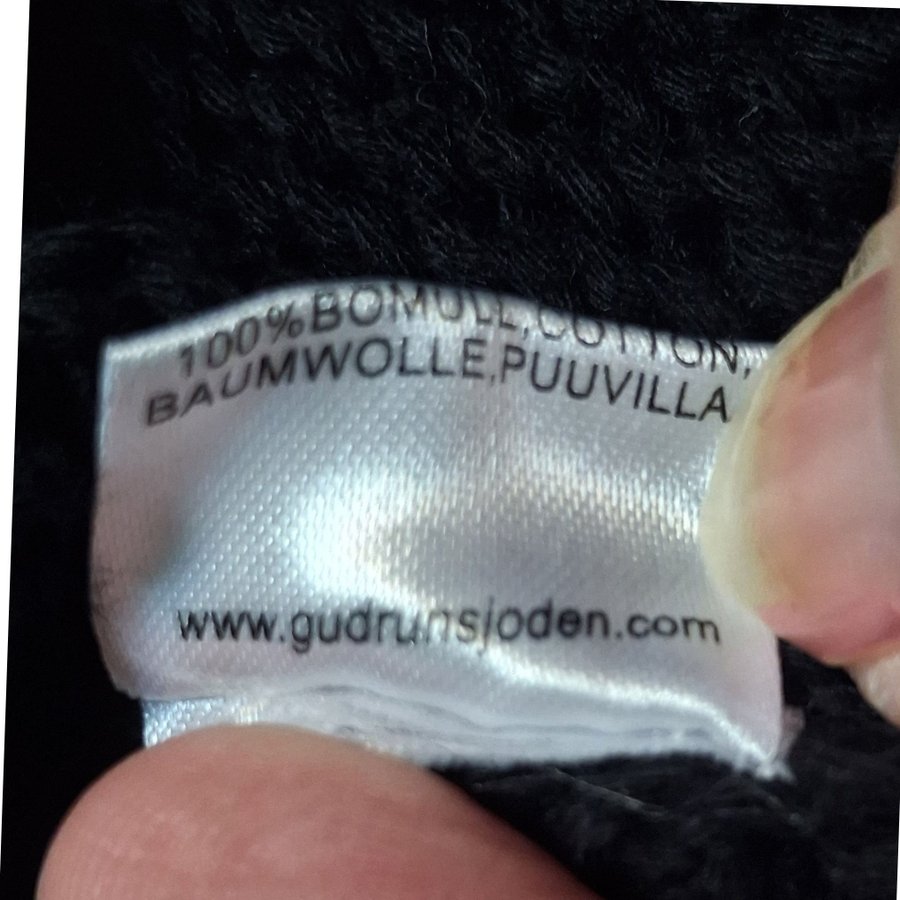 100%BOMULL,COTTON,
BAUMWOLLE,PUUVILLA
www.gudrunsjoden.com